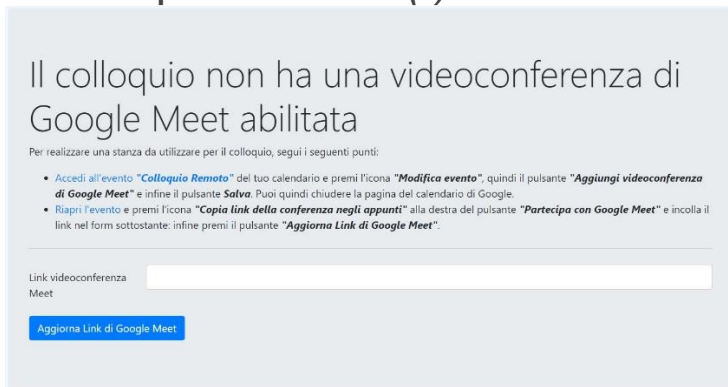 Il colloquio non ha una videoconferenza di
Google Meet abilitata
Per realizzare una stanza da utilizzare per il colloquio, segui i seguenti punti:
• Accedi all'evento "Colloquio Remoto" del tuo calendario e premi l'icona "Modifica evento", quindi il pulsante "Aggiungi videoconferenza
di Google Meet" e infine il pulsante Salva. Puoi quindi chiudere la pagina del calendario di Google.
• Riapri l'evento e premi l'icona "Copia link della conferenza negli appunti" alla destra del pulsante "Partecipa con Google Meet" e incolla il
link nel form sottostante: infine premi il pulsante "Aggiorna Link di Google Meet".
Link videoconferenza
Meet
Aggiorna Link di Google Meet